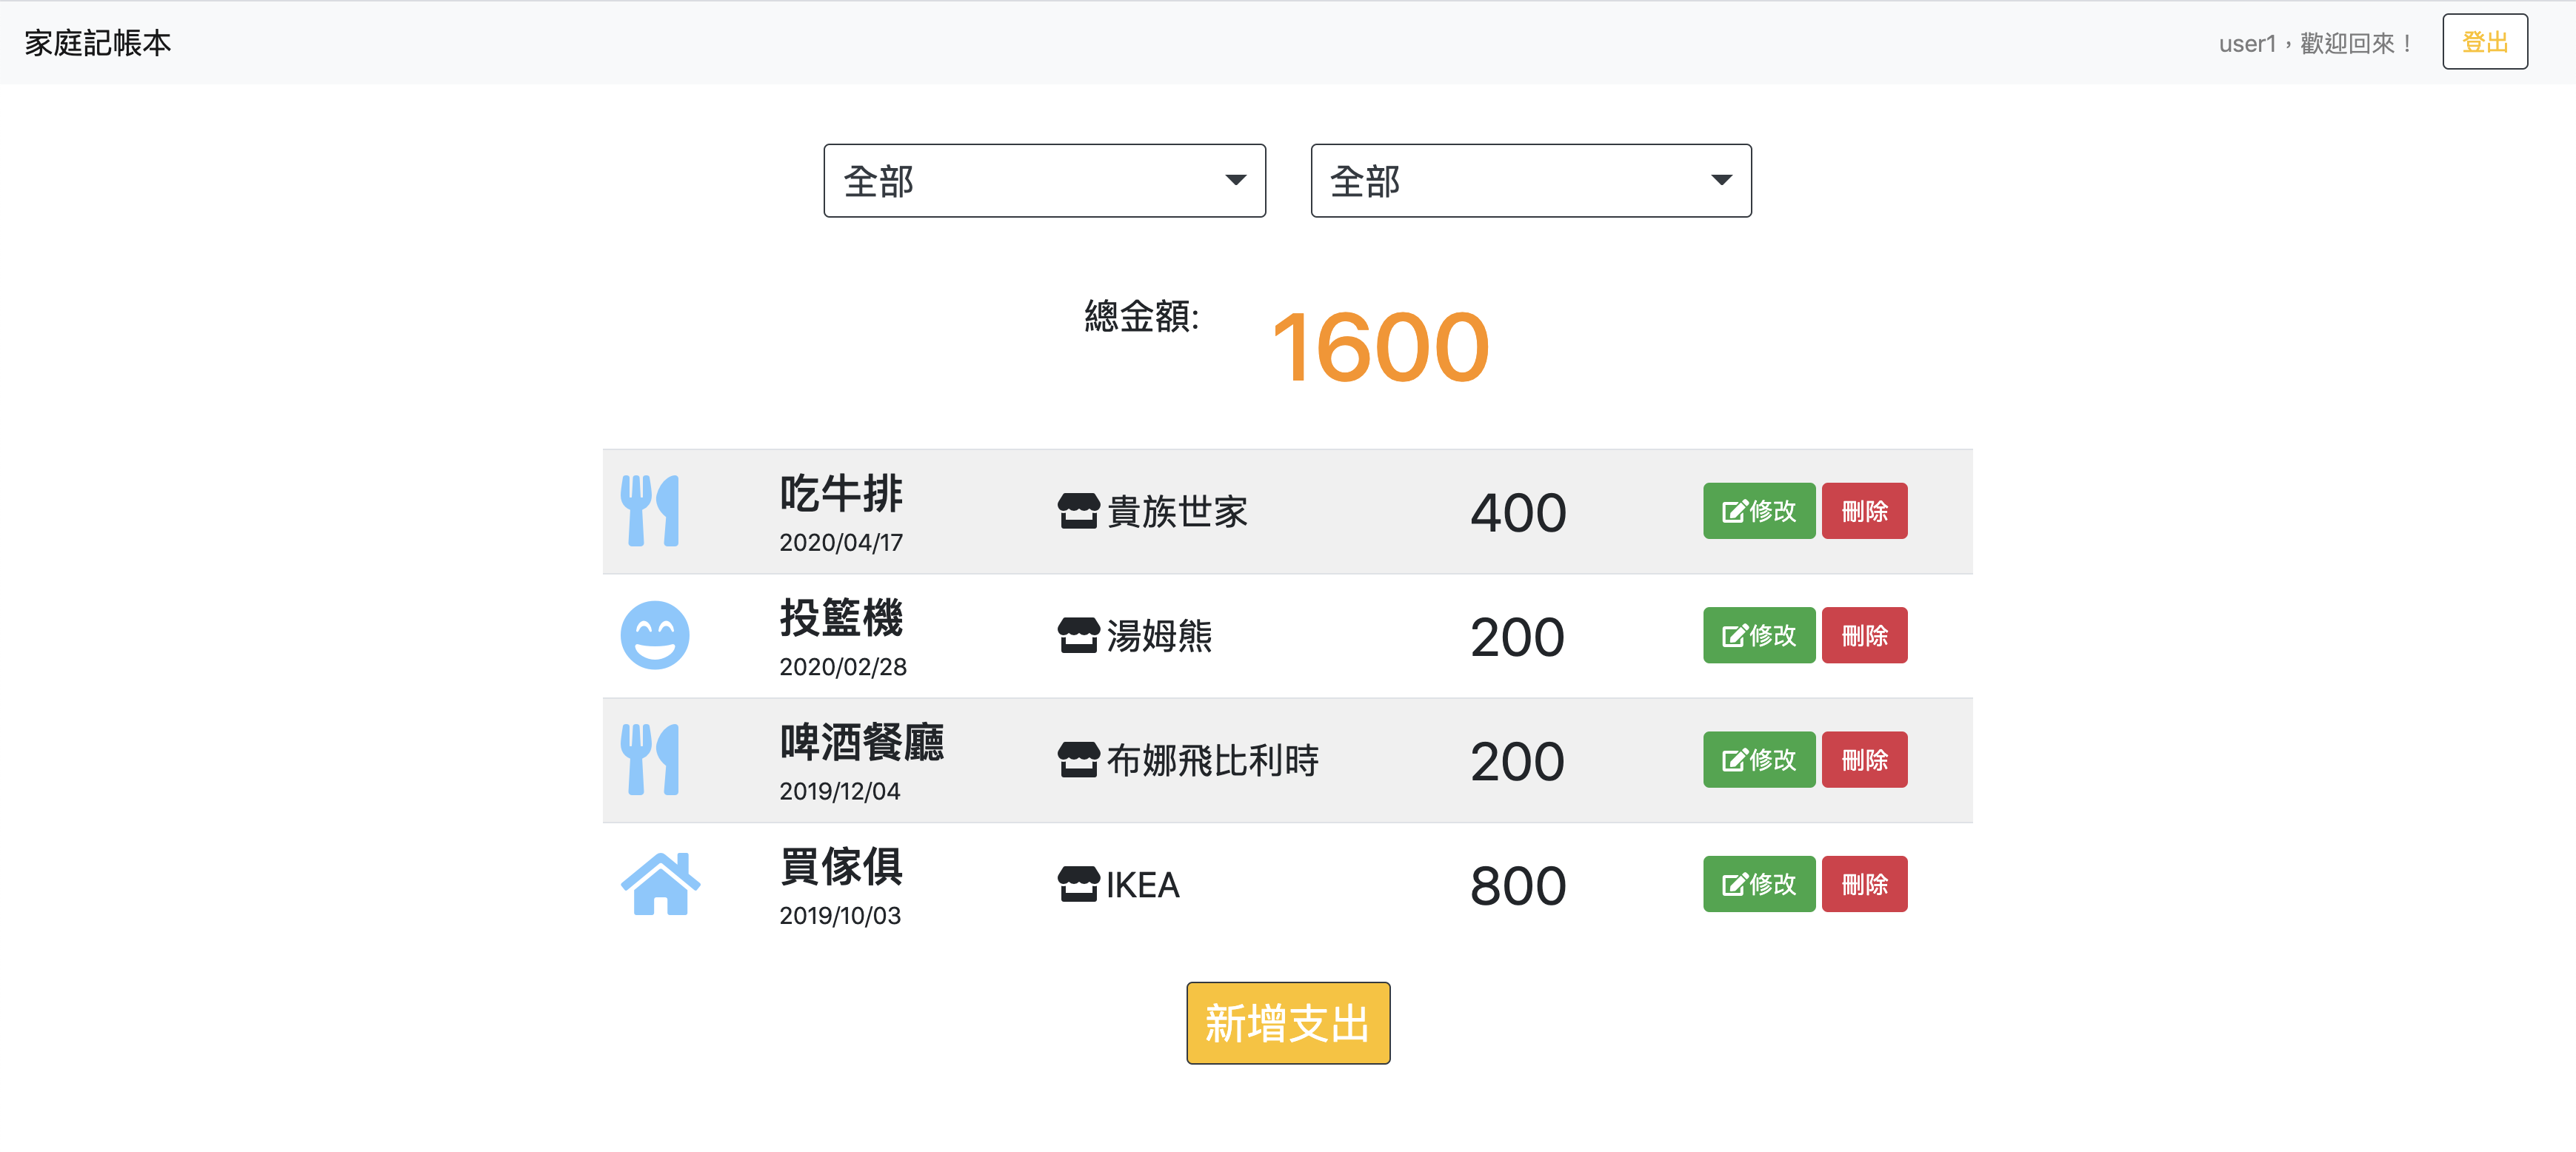 家庭記帳本
user1，歡迎回來！ 登出
全部 全部
總金額: 1600
吃牛排
2020/04/17
貴族世家 400 修改 刪除
投籃機
2020/02/28
湯姆熊 200 修改 刪除
啤酒餐廳
2019/12/04
布娜飛比利時 200 修改 刪除
買傢俱
2019/10/03
IKEA 800 修改 刪除
新增支出